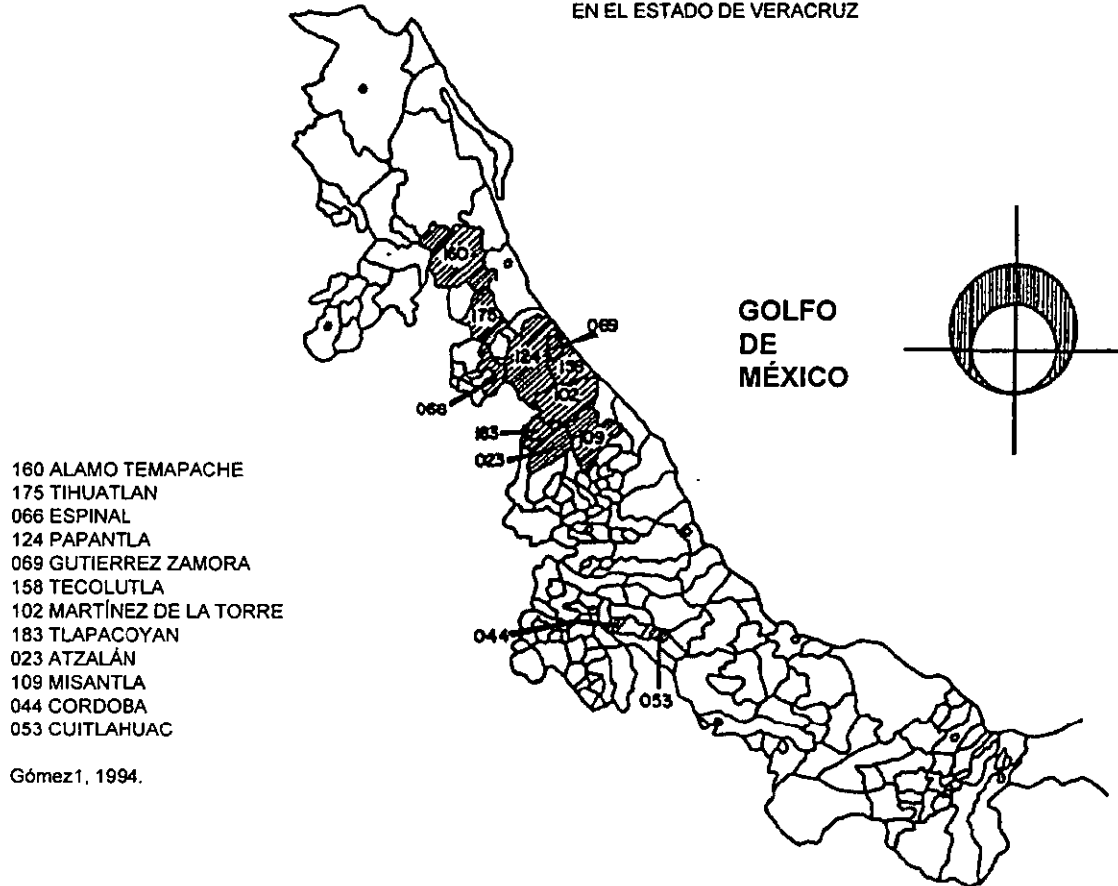 EN EL ESTADO DE VERACRUZ
GOLFO
DE
MÉXICO
160
175
069
124
158
102
066
183
023
109
044
053
160 ALAMO TEMAPACHE
175 TIHUATLAN
066 ESPINAL
124 PAPANTLA
069 GUTIERREZ ZAMORA
158 TECOLUTLA
102 MARTÍNEZ DE LA TORRE
183 TLAPACOYAN
023 ATZALÁN
109 MISANTLA
044 CORDOBA
053 CUITLAHUAC
Gómez1, 1994.